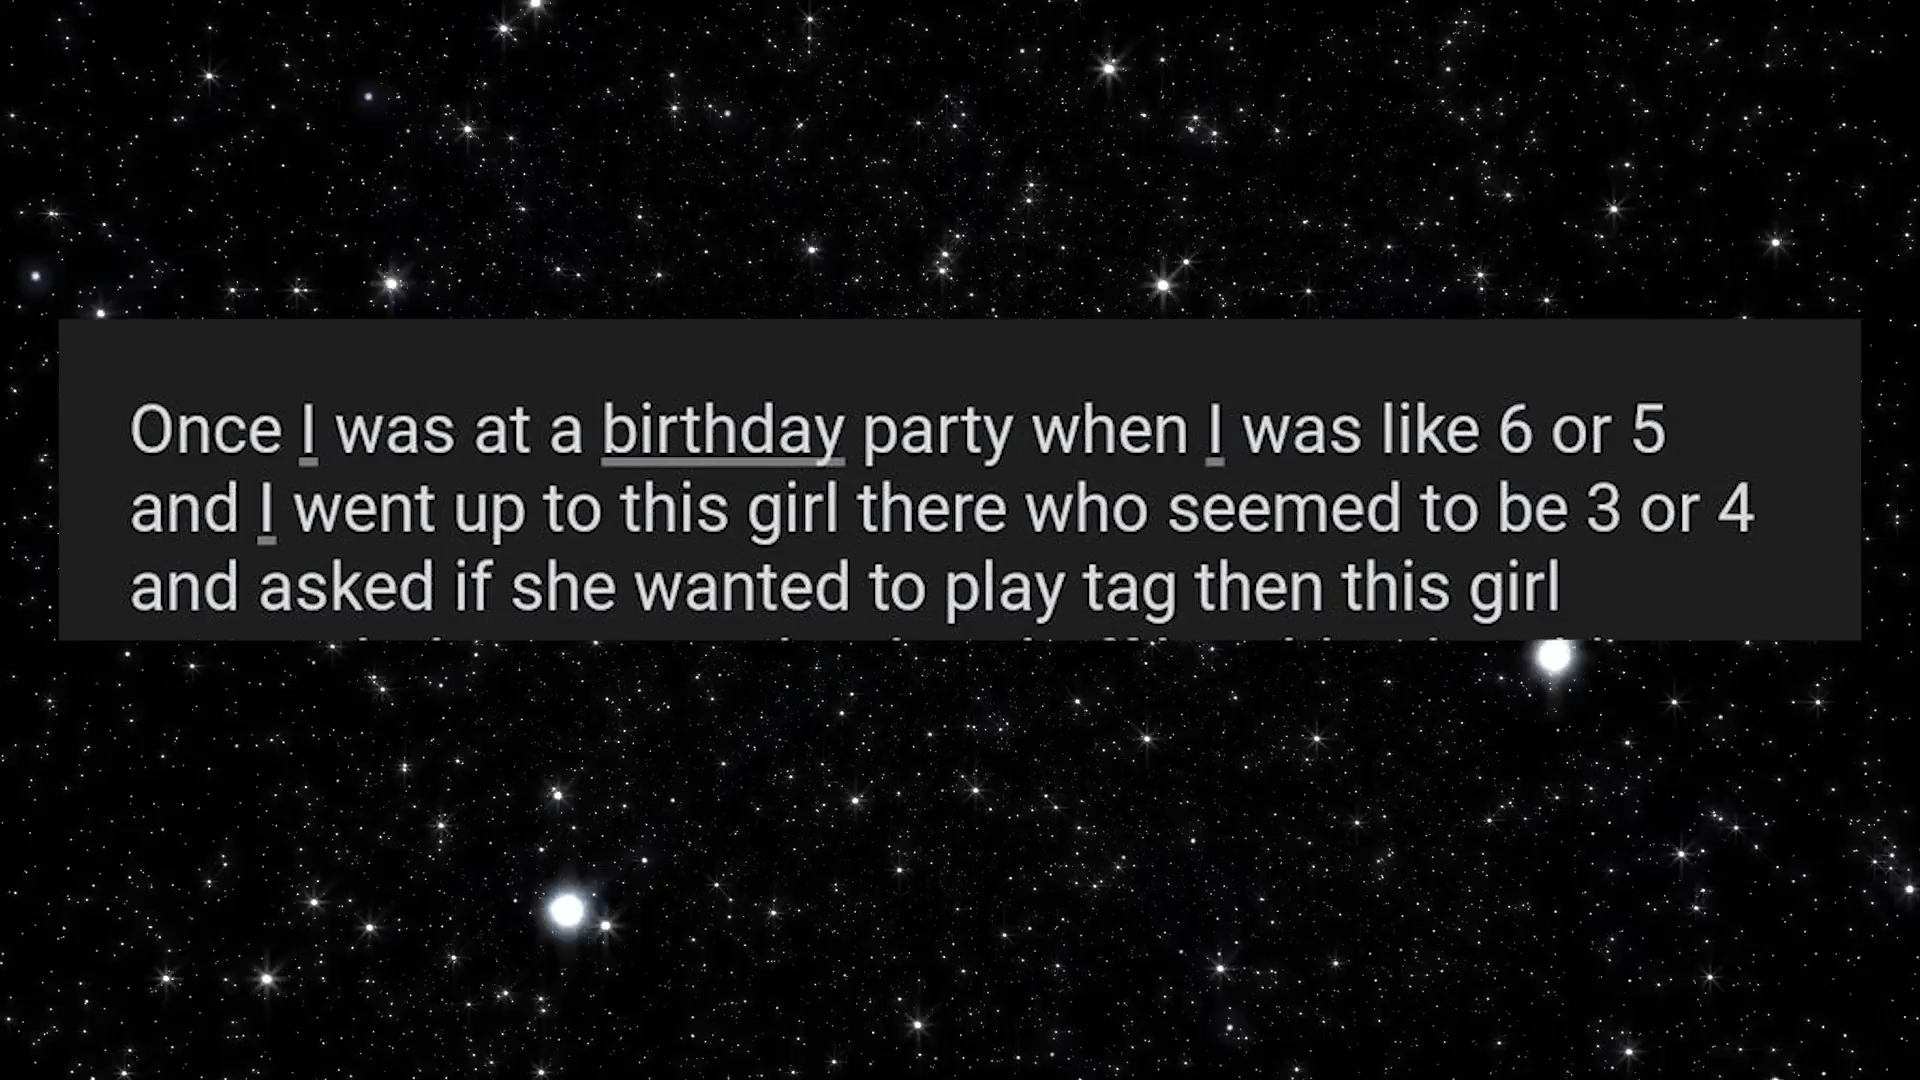 Once I was at a birthday party when I was like 6 or 5
and I went up to this girl there who seemed to be 3 or 4
and asked if she wanted to play tag then this girl